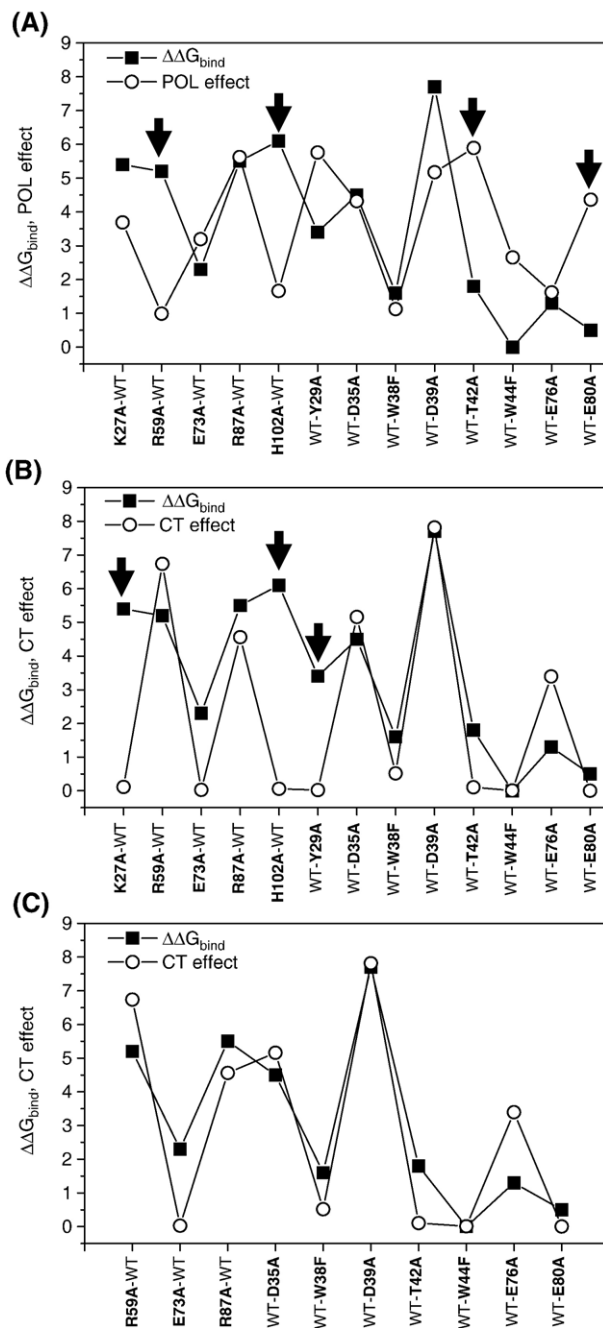 (A)
9
8
7
6
5
4
3
2
1
0
ΔΔG_bind, POL effect
ΔΔG_bind
POL effect
K27A-WT
R59A-WT
E73A-WT
R87A-WT
H102A-WT
WT-Y29A
WT-D35A
WT-W38F
WT-D39A
WT-T42A
WT-W44F
WT-E76A
WT-E80A
(B)
9
8
7
6
5
4
3
2
1
0
ΔΔG_bind, CT effect
ΔΔG_bind
CT effect
K27A-WT
R59A-WT
E73A-WT
R87A-WT
H102A-WT
WT-Y29A
WT-D35A
WT-W38F
WT-D39A
WT-T42A
WT-W44F
WT-E76A
WT-E80A
(C)
9
8
7
6
5
4
3
2
1
0
ΔΔG_bind, CT effect
ΔΔG_bind
CT effect
R59A-WT
E73A-WT
R87A-WT
WT-D35A
WT-W38F
WT-D39A
WT-T42A
WT-W44F
WT-E76A
WT-E80A